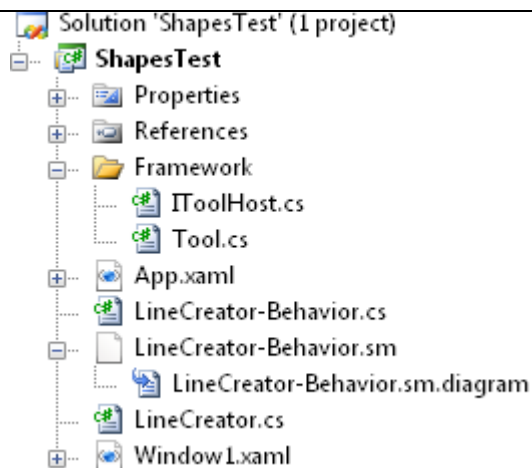 Solution 'ShapesTest' (1 project)
ShapesTest
Properties
References
Framework
IToolHost.cs
Tool.cs
App.xaml
LineCreator-Behavior.cs
LineCreator-Behavior.sm
LineCreator-Behavior.sm.diagram
LineCreator.cs
Window1.xaml